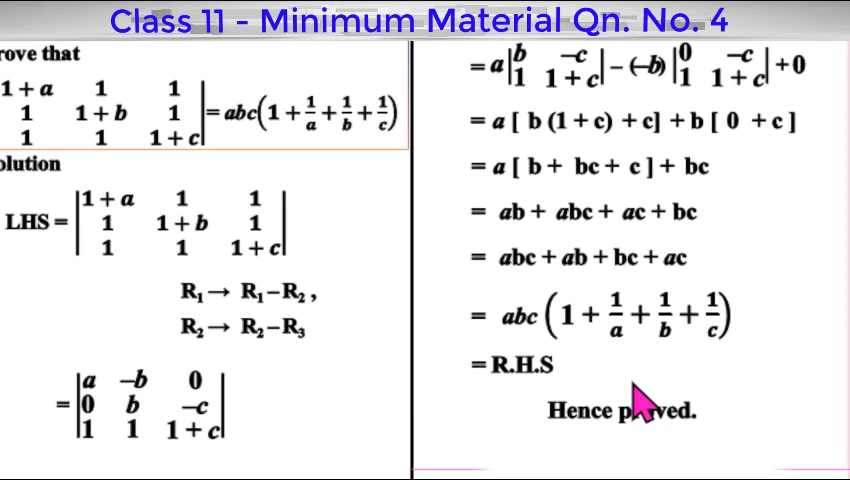 Class 11 - Minimum Material Qn. No. 4
rove that
|1+a 1 1|
|1 1+b 1| = abc(1 + 1/a + 1/b + 1/c)
|1 1 1+c|
olution
|1+a 1 1|
LHS = |1 1+b 1|
|1 1 1+c|
R₁ → R₁ − R₂ ,
R₂ → R₂ − R₃
|a −b 0|
= |0 b −c|
|1 1 1+c|
= a |b −c; 1 1+c| − (−b) |0 −c; 1 1+c| + 0
= a [ b (1 + c) + c] + b [ 0 + c ]
= a [ b + bc + c ] + bc
= ab + abc + ac + bc
= abc + ab + bc + ac
= abc (1 + 1/a + 1/b + 1/c)
= R.H.S
Hence